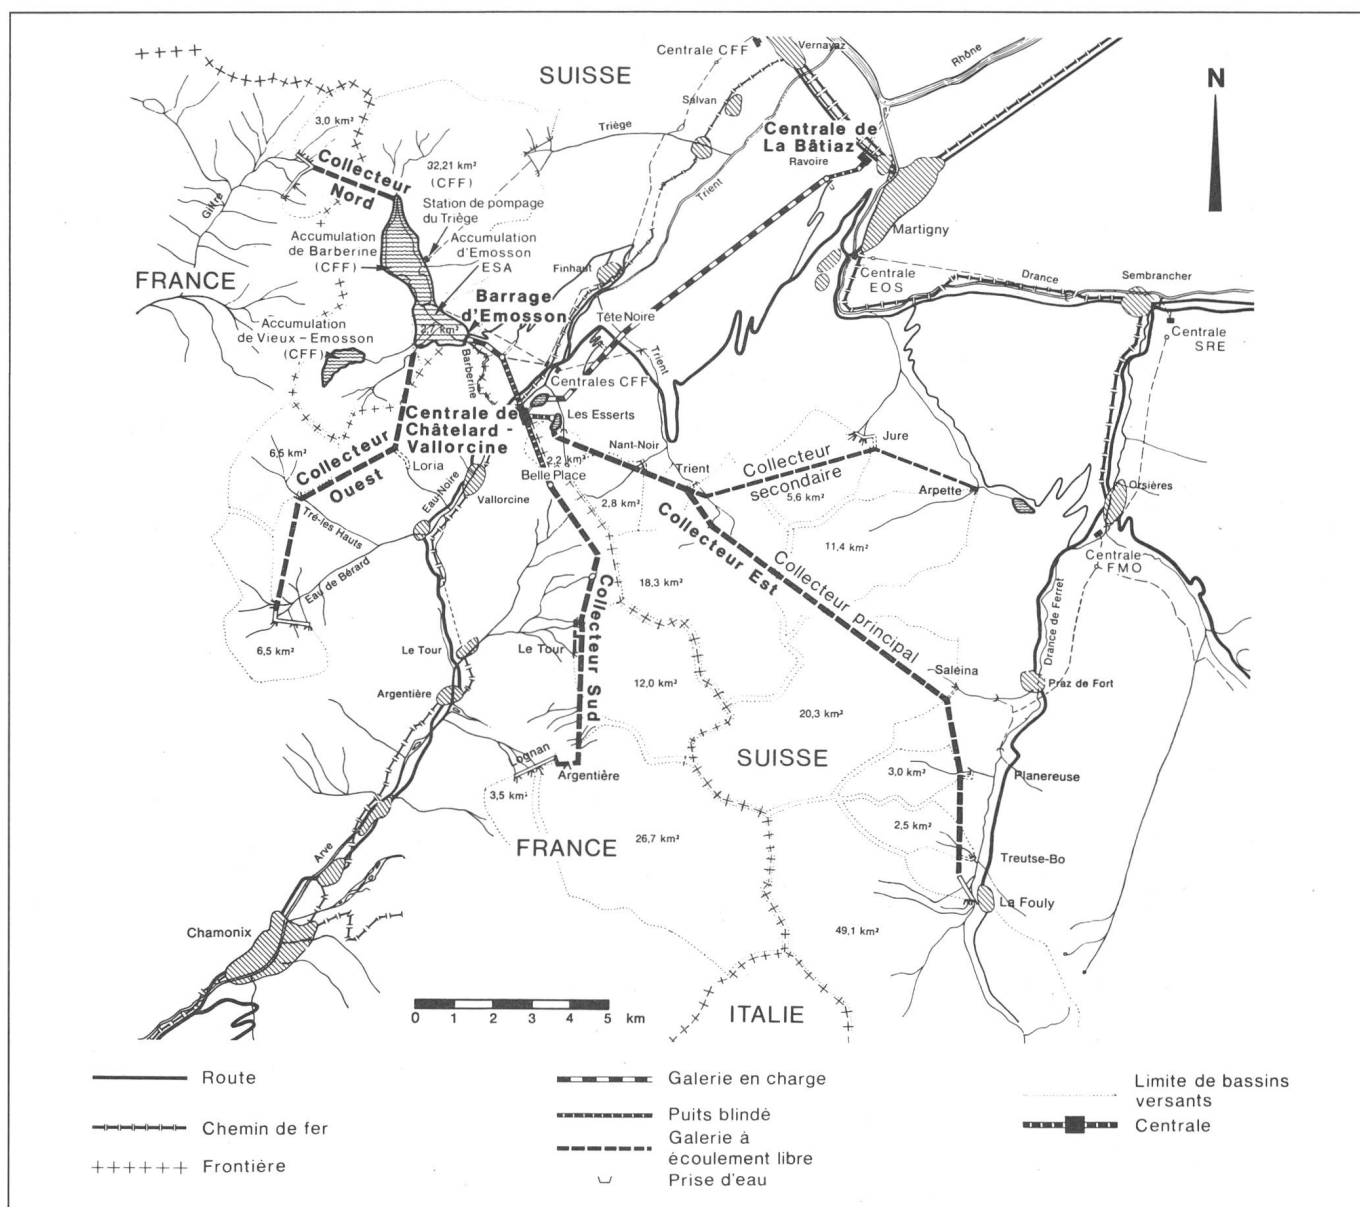 Centrale CFF
Vernayaz
SUISSE
Rhône
N
Salvan
3,0 km²
Triège
Centrale de
La Bâtiaz
Ravoire
Collecteur
Nord
32,21 km²
(CFF)
Station de pompage
du Triège
Trient
Giffre
Accumulation
de Barberine
(CFF)
Accumulation
d'Emosson
ESA
Martigny
FRANCE
Finhaut
Centrale
EOS
Drance
Sembrancher
Barrage
d'Emosson
Accumulation
de Vieux-Emosson
(CFF)
2,7 km²
Tête Noire
Trient
Centrale
SRE
Barberine
Centrales CFF
Centrale de
Châtelard-
Vallorcine
Les Esserts
Jure
Nant-Noir
Collecteur
Ouest
6,5 km²
Loria
2,2 km²
Belle Place
Trient
Collecteur
secondaire
5,6 km²
Arpette
Orsières
Eau Noire
Vallorcine
2,8 km²
Tré-les Hauts
Collecteur Est
11,4 km²
Collecteur principal
Centrale
FMO
Eau de Bérard
18,3 km²
Collecteur Sud
Drance de Ferret
6,5 km²
Le Tour
Le Tour
Saléina
Praz de Fort
Argentière
12,0 km²
20,3 km²
Lognan
SUISSE
Argentière
3,0 km²
Planereuse
3,5 km²
2,5 km²
FRANCE
26,7 km²
Treutse-Bo
Arve
La Fouly
Chamonix
49,1 km²
0 1 2 3 4 5 km
ITALIE
Route
Chemin de fer
Frontière
Galerie en charge
Puits blindé
Galerie à
écoulement libre
Prise d'eau
Limite de bassins
versants
Centrale